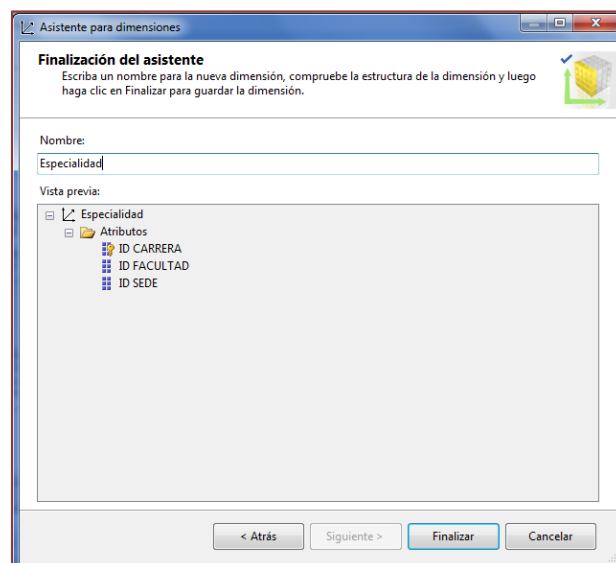 Asistente para dimensiones
Finalización del asistente
Escriba un nombre para la nueva dimensión, compruebe la estructura de la dimensión y luego
haga clic en Finalizar para guardar la dimensión.
Nombre:
Especialidad
Vista previa:
Especialidad
Atributos
ID CARRERA
ID FACULTAD
ID SEDE
< Atrás Siguiente > Finalizar Cancelar